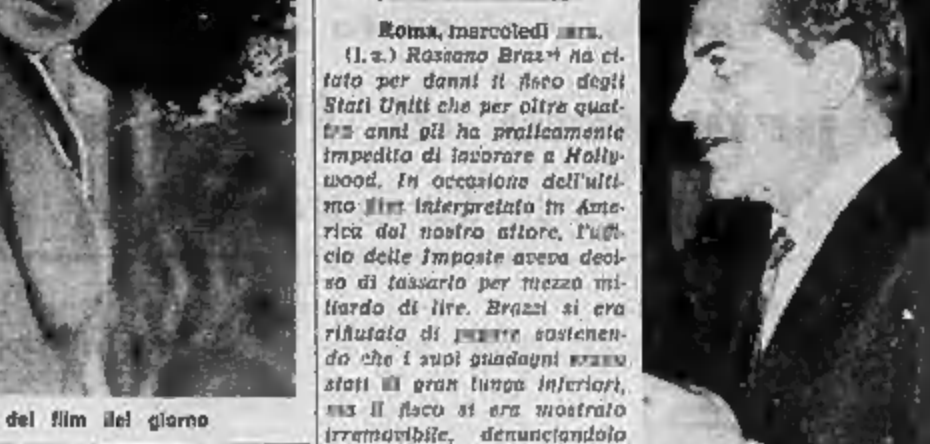 Roma, mercoledì
(l. z.) Rossano Brazzi ha ci-
tato per danni il fisco degli
Stati Uniti che per oltre quat-
anni gli ha praticamente
impedito di lavorare a Holly-
wood. In occasione dell'ulti-
mo interpretato in Ame-
rica dal nostro attore, l'uffi-
cio delle Imposte aveva deci-
so di tassarlo per mezzo mi-
liardo di lire. Brazzi si era
rifiutato di sostenen-
do che i suoi guadagni
stati di gran lunga inferiori,
il fisco si era mostrato
irremovibile, denunciandolo
del film del giorno